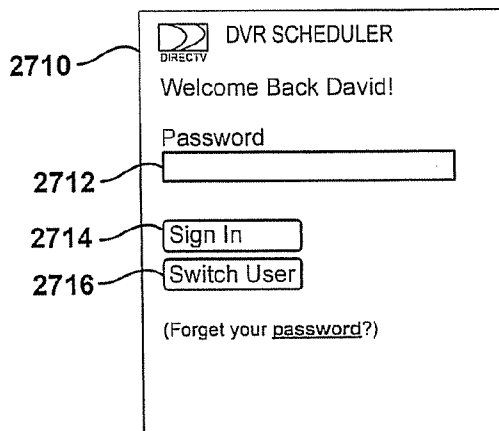 2710
DIRECTV
DVR SCHEDULER
Welcome Back David!
Password
2712
2714
Sign In
2716
Switch User
(Forget your password?)